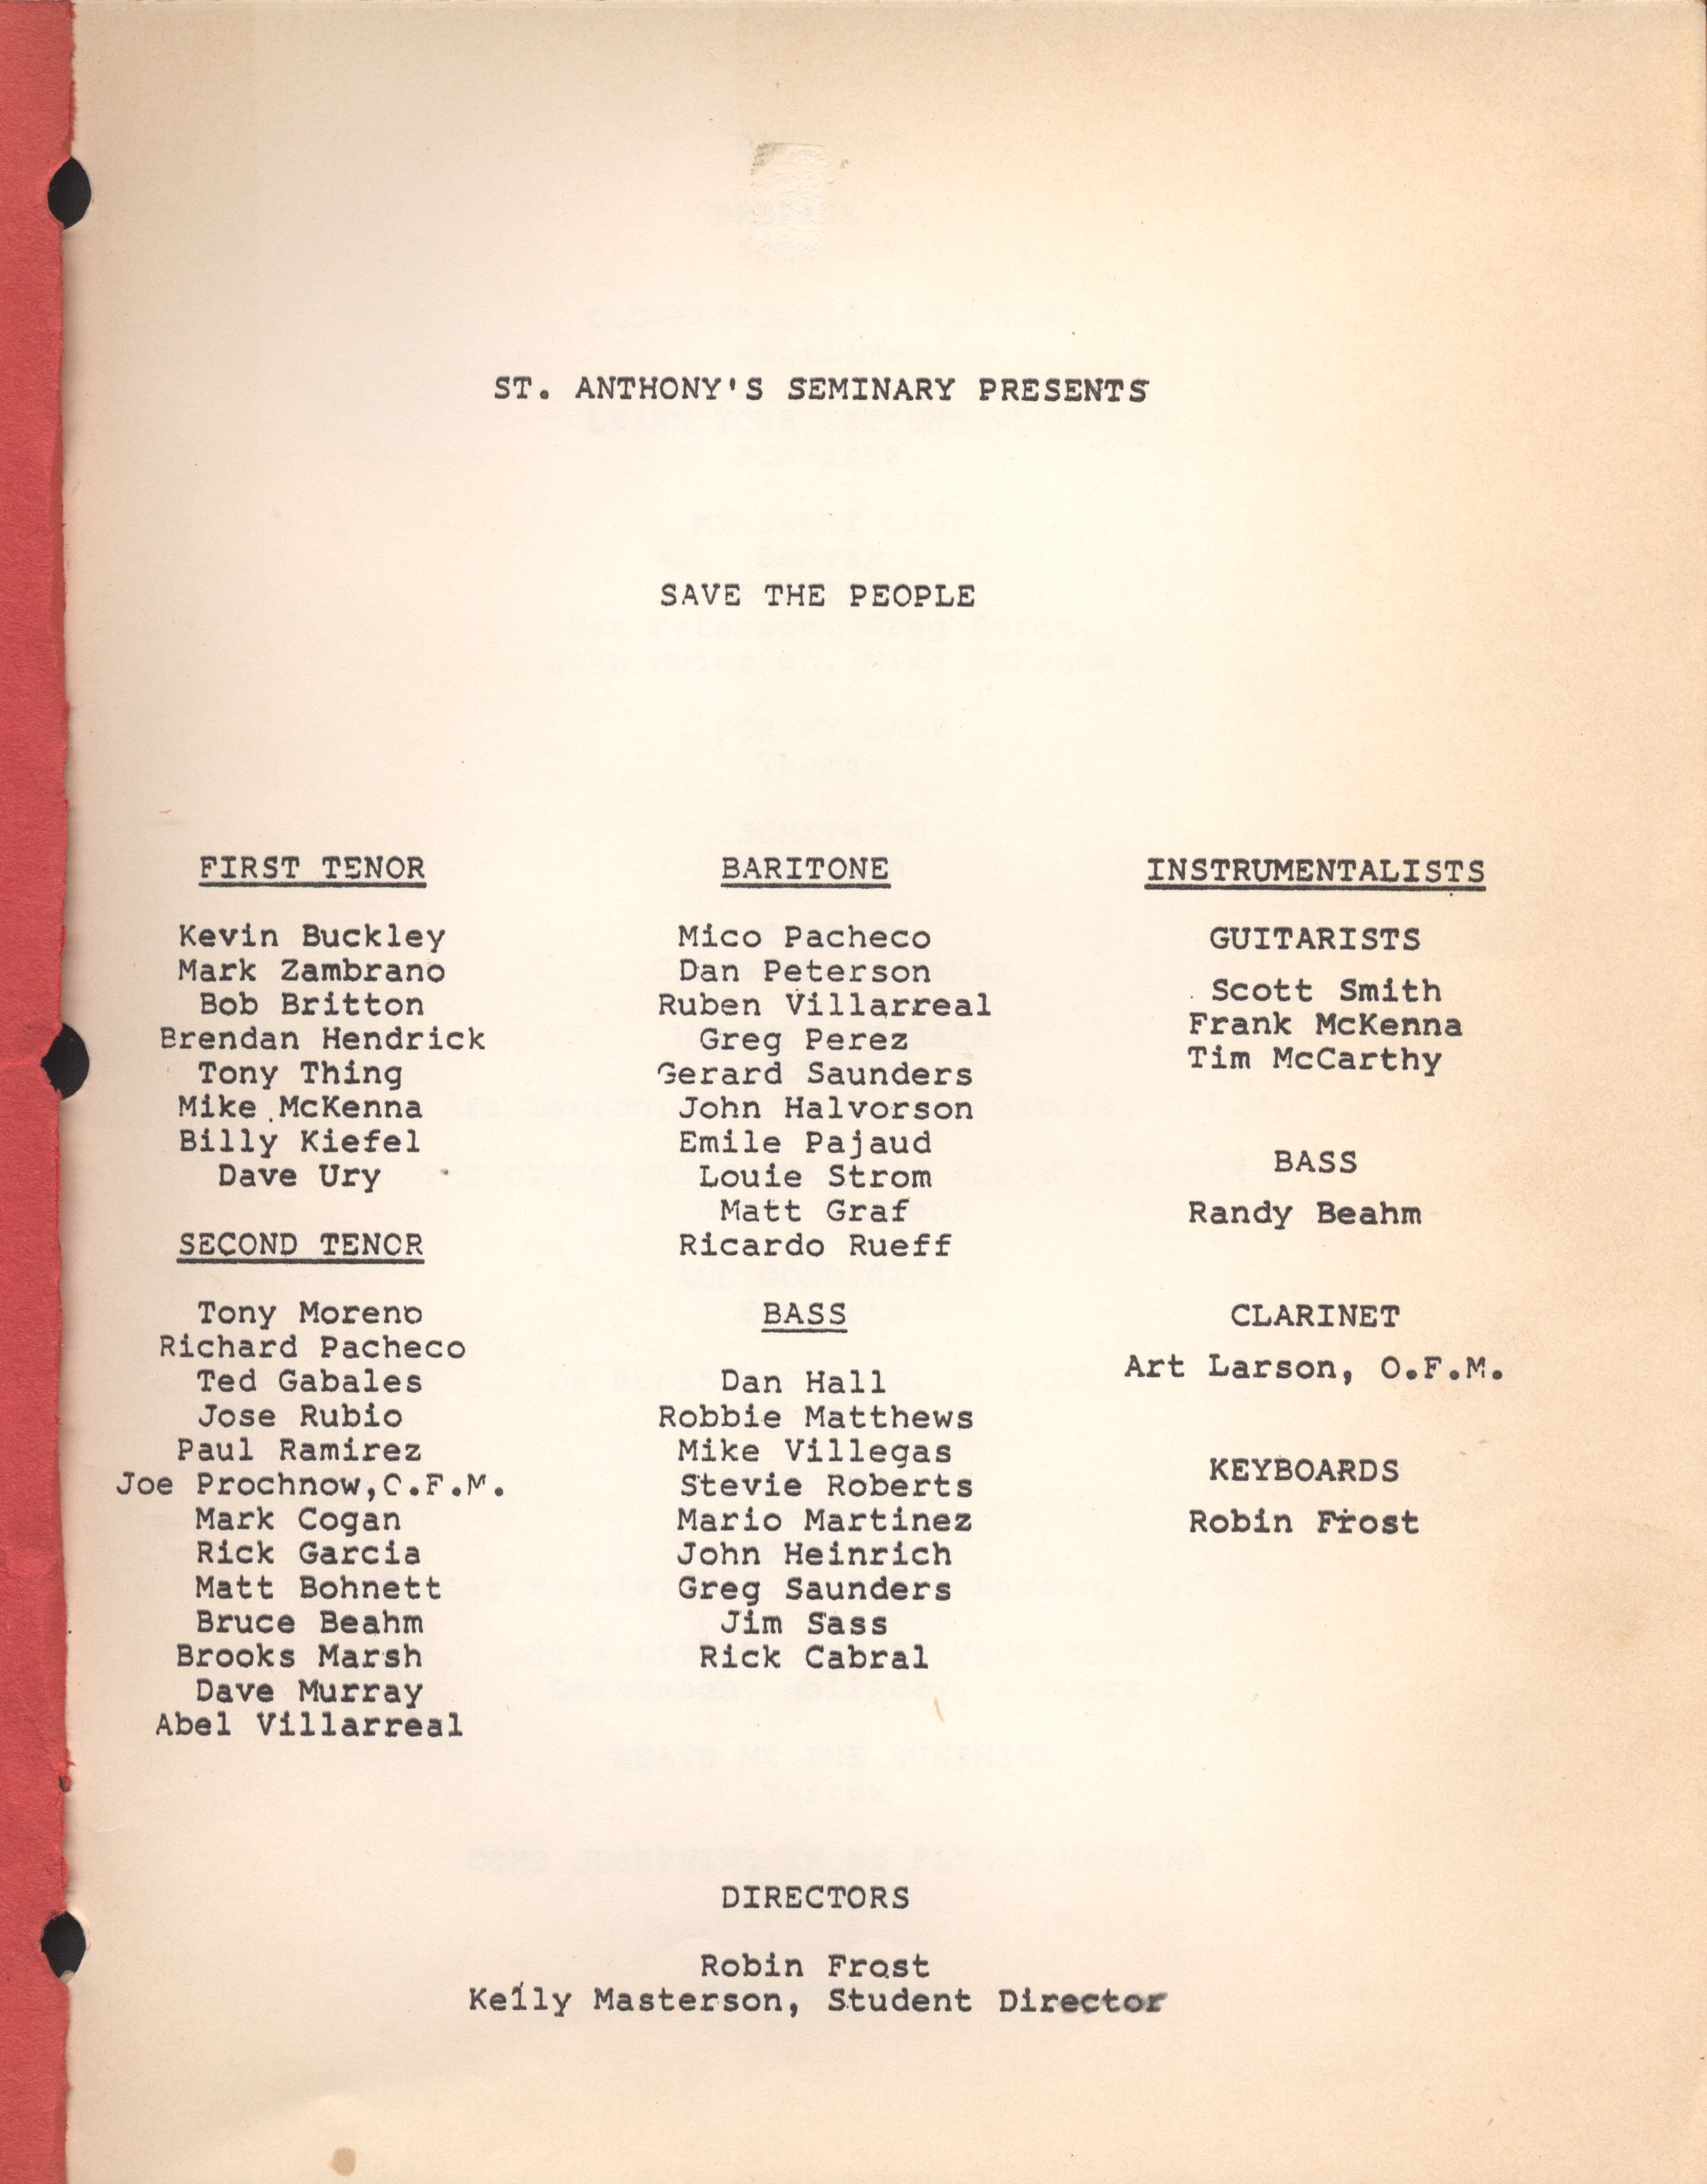 ST. ANTHONY'S SEMINARY PRESENTS
SAVE THE PEOPLE
FIRST TENOR
Kevin Buckley
Mark Zambrano
Bob Britton
Brendan Hendrick
Tony Thing
Mike McKenna
Billy Kiefel
Dave Ury
SECOND TENOR
Tony Moreno
Richard Pacheco
Ted Gabales
Jose Rubio
Paul Ramirez
Joe Prochnow,O.F.M.
Mark Cogan
Rick Garcia
Matt Bohnett
Bruce Beahm
Brooks Marsh
Dave Murray
Abel Villarreal
BARITONE
Mico Pacheco
Dan Peterson
Ruben Villarreal
Greg Perez
Gerard Saunders
John Halvorson
Emile Pajaud
Louie Strom
Matt Graf
Ricardo Rueff
BASS
Dan Hall
Robbie Matthews
Mike Villegas
Stevie Roberts
Mario Martinez
John Heinrich
Greg Saunders
Jim Sass
Rick Cabral
INSTRUMENTALISTS
GUITARISTS
Scott Smith
Frank McKenna
Tim McCarthy
BASS
Randy Beahm
CLARINET
Art Larson, O.F.M.
KEYBOARDS
Robin Frost
DIRECTORS
Robin Frost
Kelly Masterson, Student Director